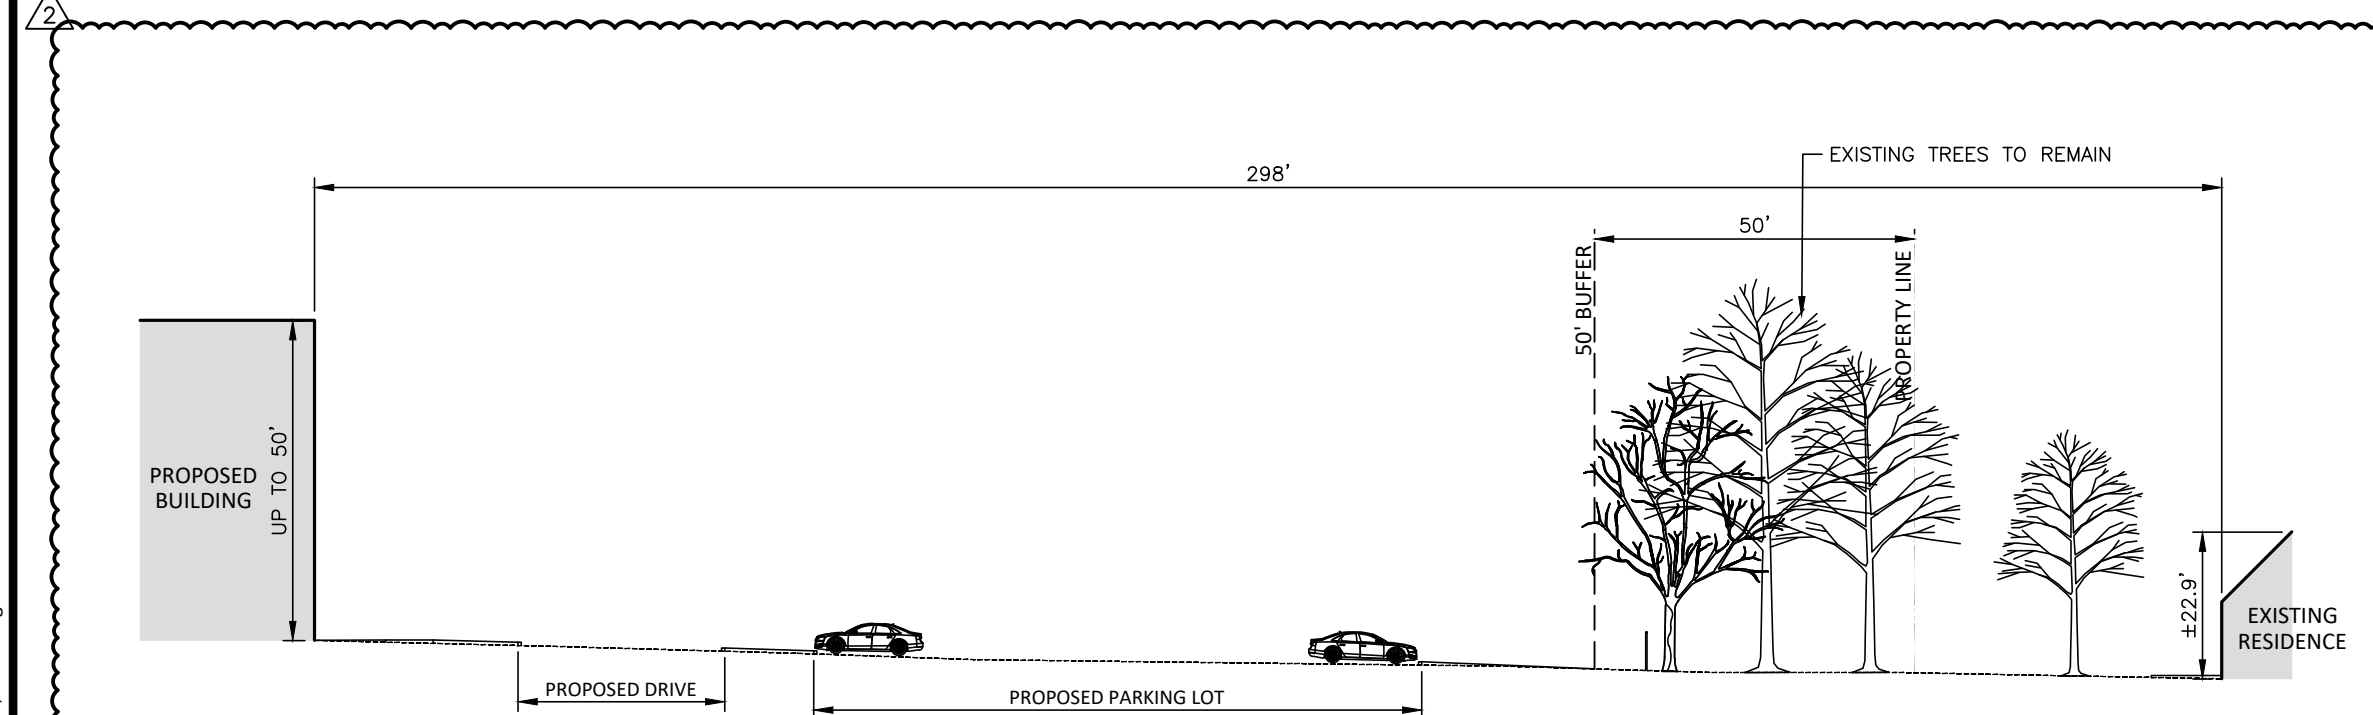 2
298'
EXISTING TREES TO REMAIN
50'
50' BUFFER
PROPERTY LINE
UP TO 50'
PROPOSED
BUILDING
±22.9'
EXISTING
RESIDENCE
PROPOSED DRIVE
PROPOSED PARKING LOT